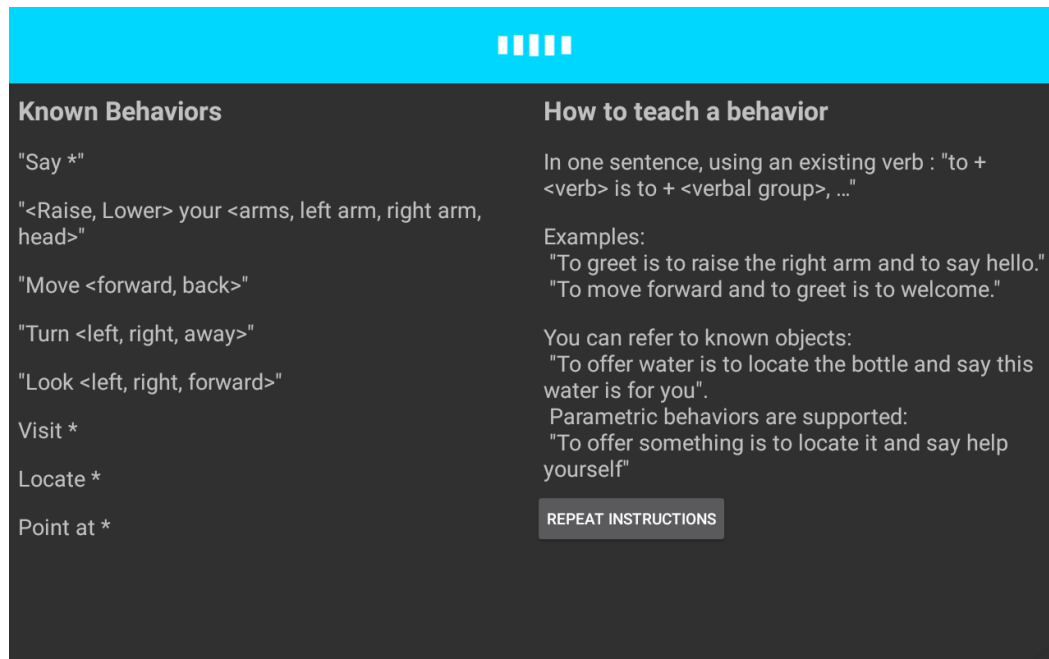 Known Behaviors
"Say *"
"<Raise, Lower> your <arms, left arm, right arm,
head>"
"Move <forward, back>"
"Turn <left, right, away>"
"Look <left, right, forward>"
Visit *
Locate *
Point at *
How to teach a behavior
In one sentence, using an existing verb : "to +
<verb> is to + <verbal group>, ..."
Examples:
"To greet is to raise the right arm and to say hello."
"To move forward and to greet is to welcome."
You can refer to known objects:
"To offer water is to locate the bottle and say this
water is for you".
Parametric behaviors are supported:
"To offer something is to locate it and say help
yourself"
REPEAT INSTRUCTIONS